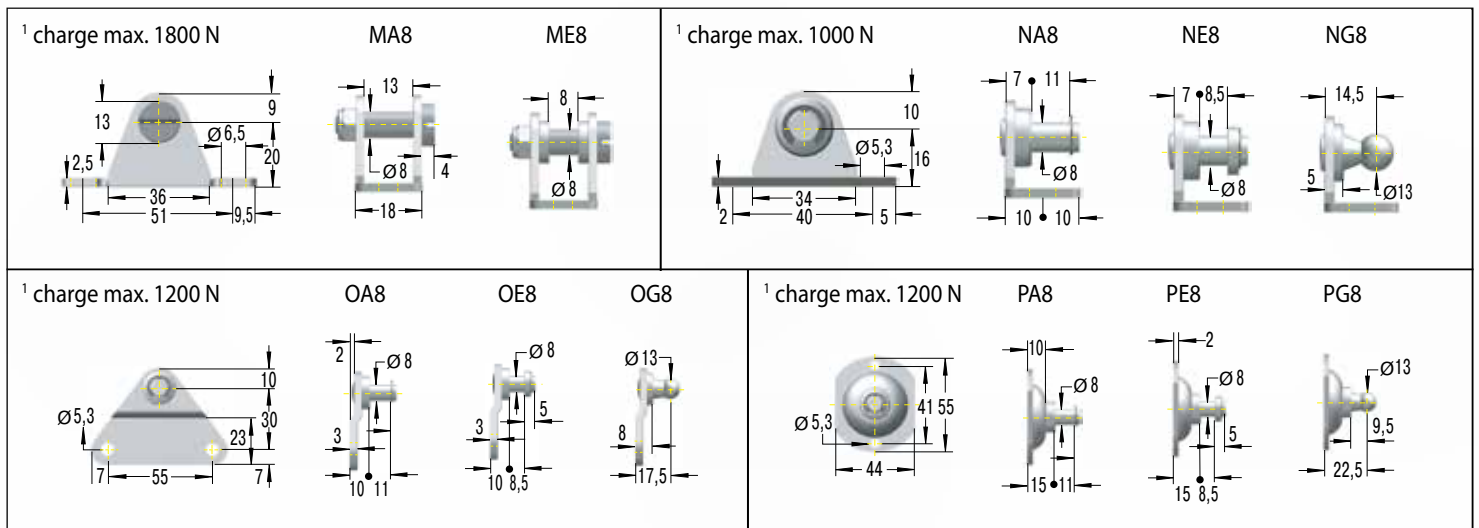 1 charge max. 1800 N
MA8
ME8
13
9
13
8
Ø 6,5
20
2,5
Ø 8
4
Ø 8
36
51
9,5
18
1 charge max. 1000 N
NA8
NE8
NG8
7 • 11
7 • 8,5
14,5
10
Ø 5,3
16
Ø 8
Ø 8
5
Ø13
2
34
40
5
10 • 10
1 charge max. 1200 N
OA8
OE8
OG8
2
Ø 8
Ø 8
Ø 13
10
Ø 5,3
30
23
5
3
3
8
7
55
7
10 • 11
10 • 8,5
17,5
1 charge max. 1200 N
PA8
PE8
PG8
10
2
Ø 8
Ø 8
Ø13
41
55
Ø 5,3
5
9,5
44
15 • 11
15 • 8,5
22,5